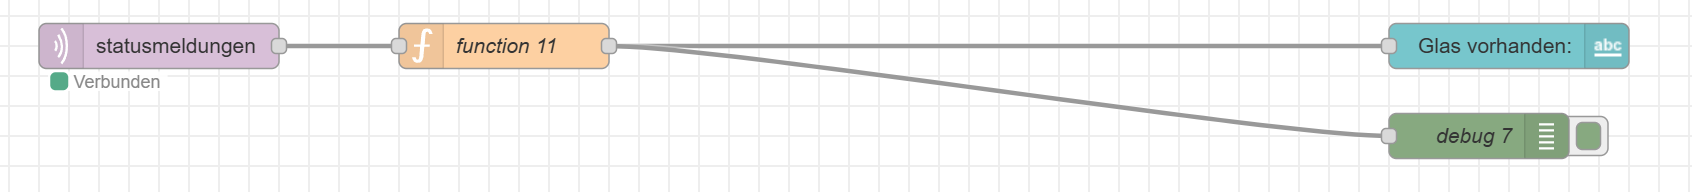 statusmeldungen
function 11
Glas vorhanden:
abc
Verbunden
debug 7